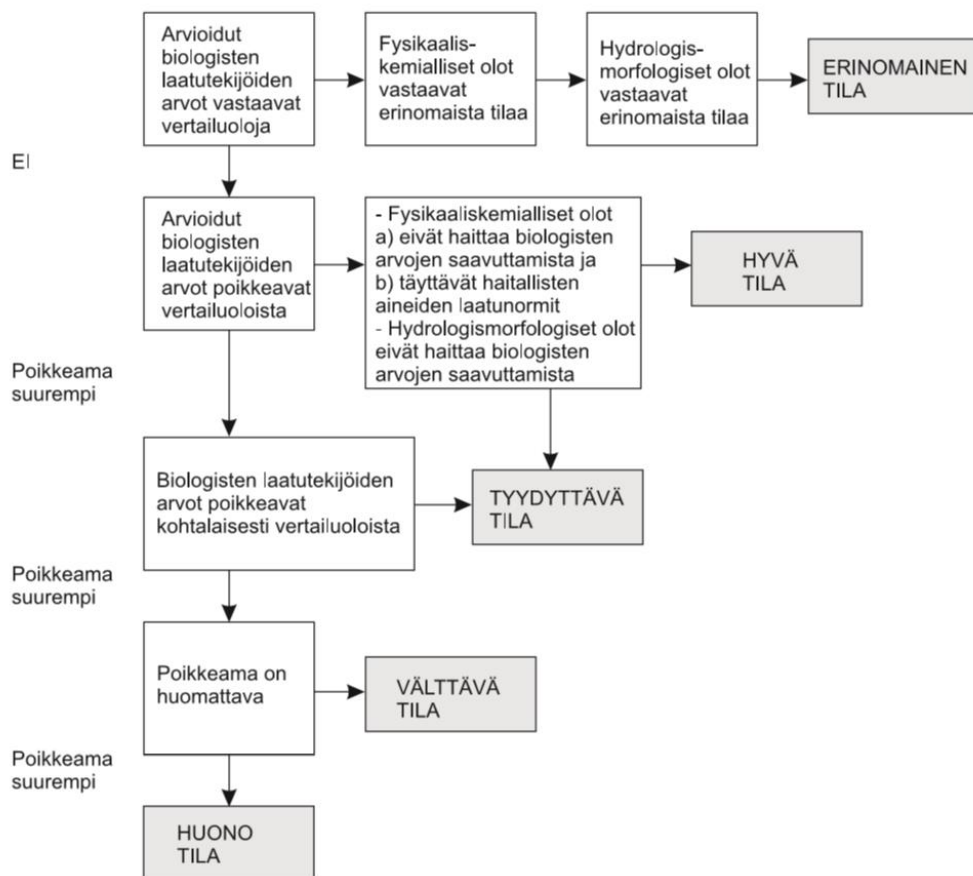 Arvioidut
biologisten
laatutekijöiden
arvot vastaavat
vertailuoloja
Fysikaalis-
kemialliset olot
vastaavat
erinomaista tilaa
Hydrologis-
morfologiset olot
vastaavat
erinomaista tilaa
ERINOMAINEN
TILA
EI
Arvioidut
biologisten
laatutekijöiden
arvot poikkeavat
vertailuoloista
- Fysikaaliskemialliset olot
a) eivät haittaa biologisten
arvojen saavuttamista ja
b) täyttävät haitallisten
aineiden laatunormit
- Hydrologismorfologiset olot
eivät haittaa biologisten
arvojen saavuttamista
HYVÄ
TILA
Poikkeama
suurempi
Biologisten laatutekijöiden
arvot poikkeavat
kohtalaisesti vertailuoloista
TYYDYTTÄVÄ
TILA
Poikkeama
suurempi
Poikkeama on
huomattava
VÄLTTÄVÄ
TILA
Poikkeama
suurempi
HUONO
TILA